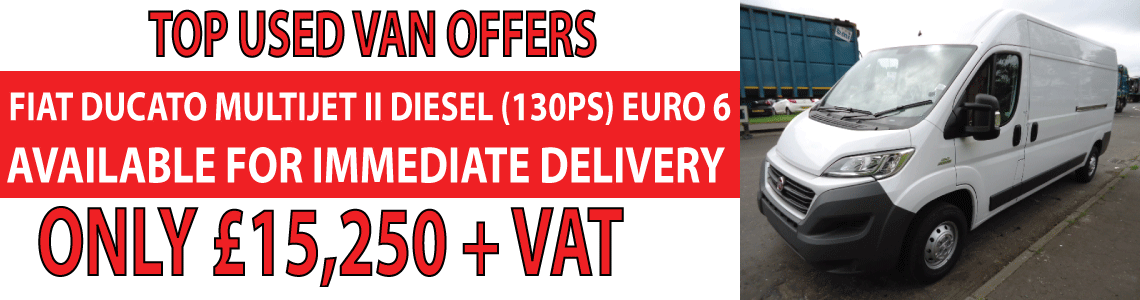 TOP USED VAN OFFERS
FIAT DUCATO MULTIJET II DIESEL (130PS) EURO 6
AVAILABLE FOR IMMEDIATE DELIVERY
ONLY £15,250 + VAT